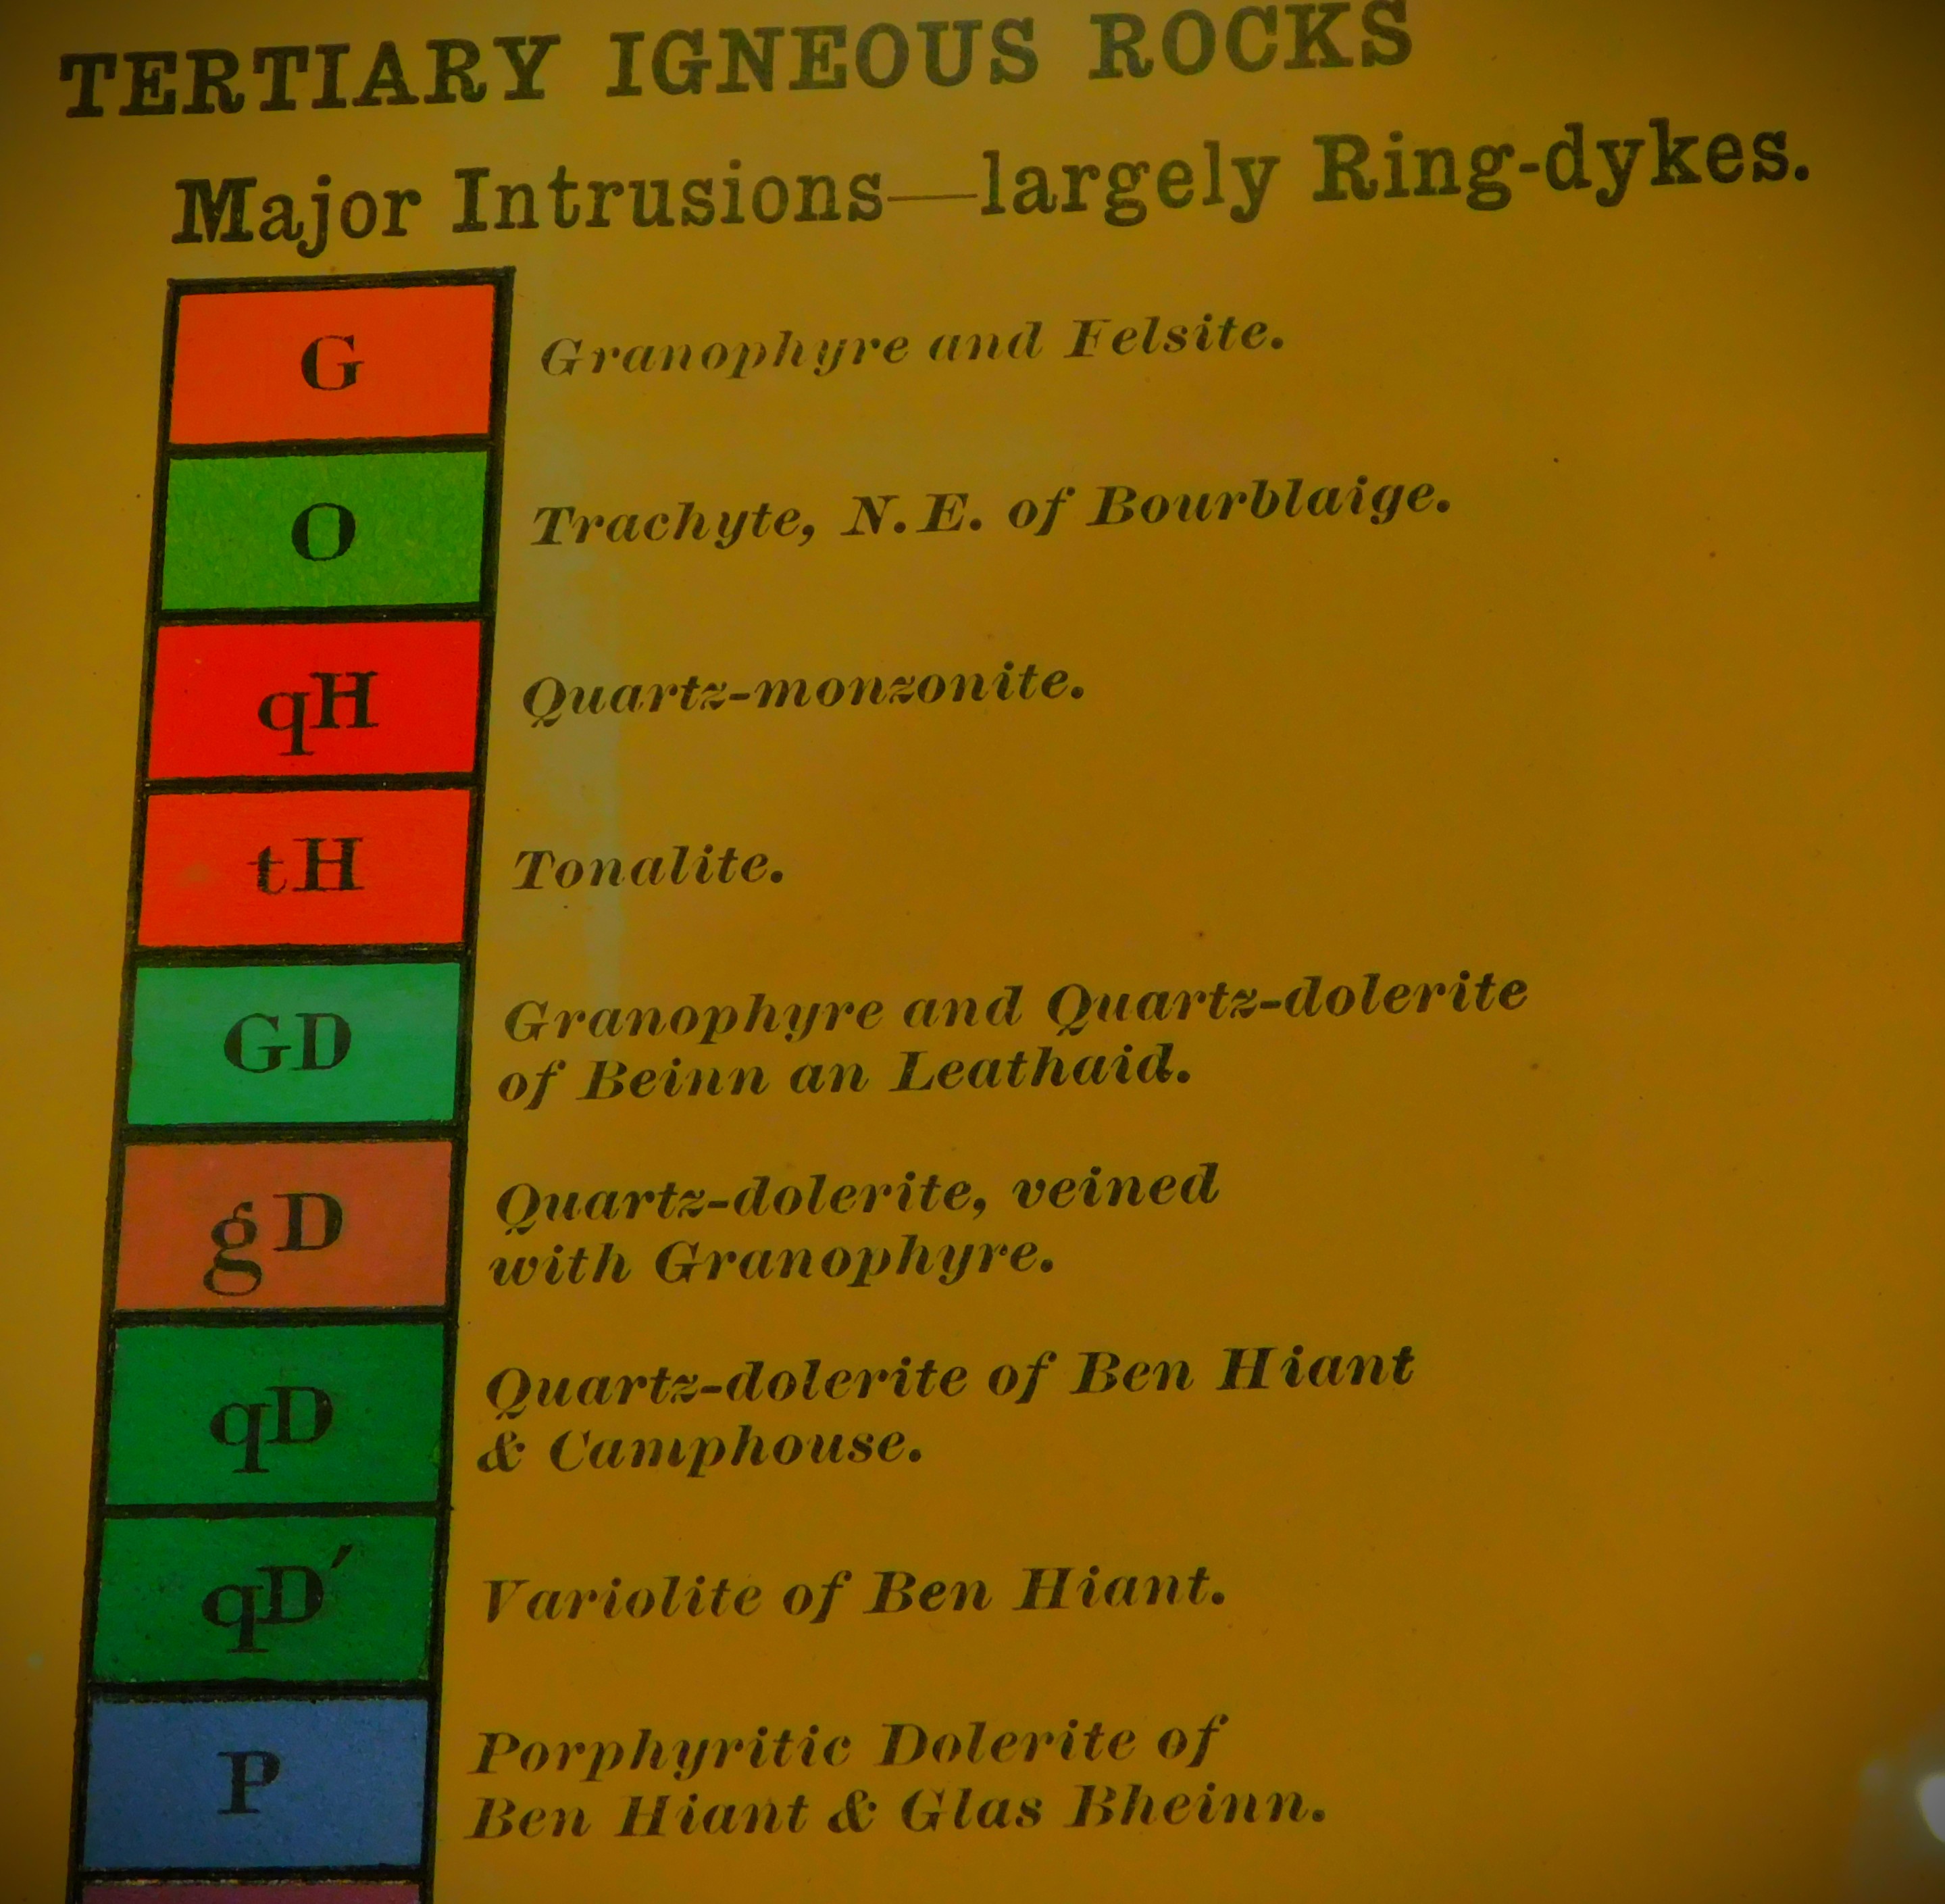 TERTIARY IGNEOUS ROCKS
Major Intrusions—largely Ring-dykes.
G Granophyre and Felsite.
O Trachyte, N.E. of Bourblaige.
qH Quartz-monzonite.
tH Tonalite.
GD Granophyre and Quartz-dolerite
of Beinn an Leathaid.
gD Quartz-dolerite, veined
with Granophyre.
qD Quartz-dolerite of Ben Hiant
& Camphouse.
qD′ Variolite of Ben Hiant.
P Porphyritic Dolerite of
Ben Hiant & Glas Bheinn.